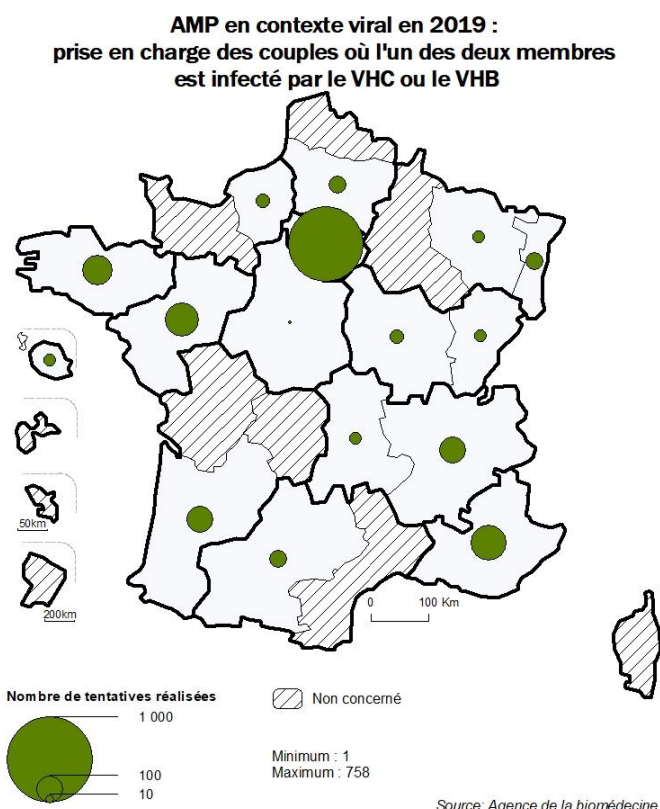 AMP en contexte viral en 2019 :
prise en charge des couples où l'un des deux membres
est infecté par le VHC ou le VHB
50km
200km
0 100 Km
Nombre de tentatives réalisées
1 000
100
10
Non concerné
Minimum : 1
Maximum : 758
Source: Agence de la biomédecine